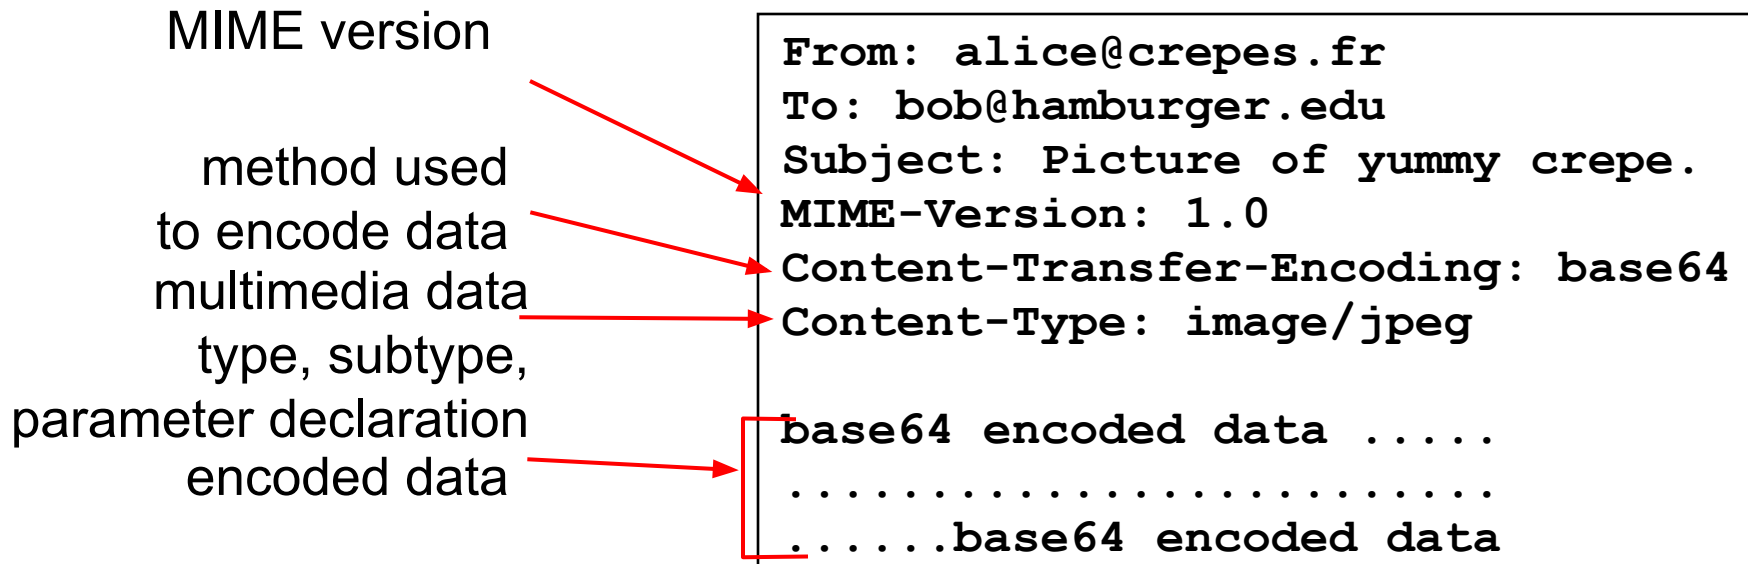 MIME version
method used
to encode data
multimedia data
type, subtype,
parameter declaration
encoded data
From: alice@crepes.fr
To: bob@hamburger.edu
Subject: Picture of yummy crepe.
MIME-Version: 1.0
Content-Transfer-Encoding: base64
Content-Type: image/jpeg
base64 encoded data .....
.........................
......base64 encoded data